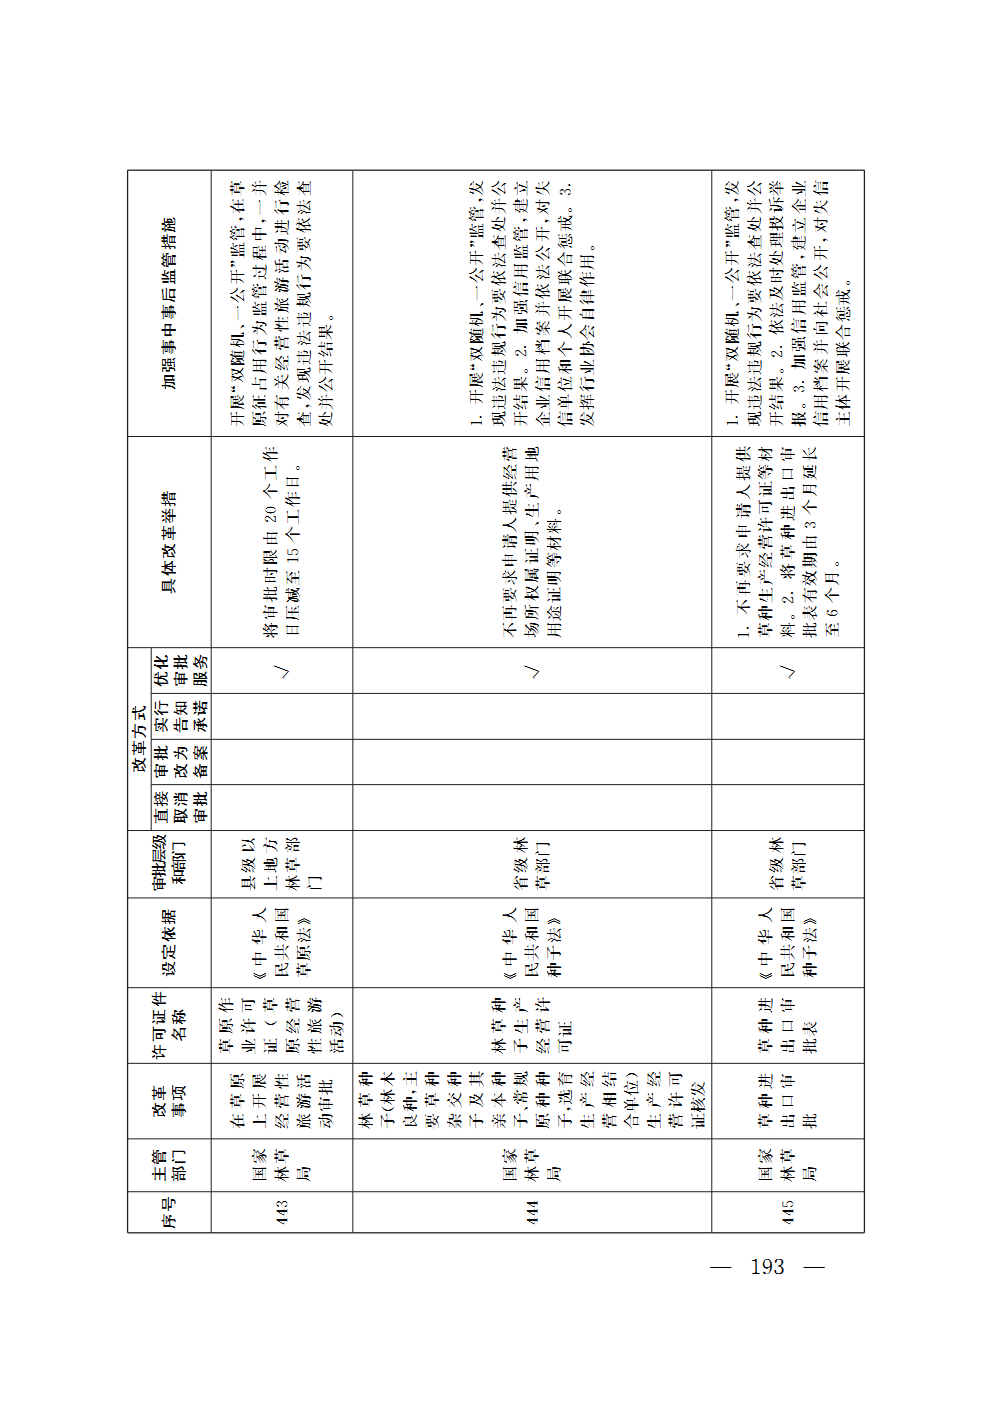 序号
主管
部门
改革
事项
许可证件
名称
设定依据
审批层级
和部门
改革方式
直接
取消
审批
审批
改为
备案
实行
告知
承诺
优化
审批
服务
具体改革举措
加强事中事后监管措施
443
国家
林草
局
在草原
上开展
经营性
旅游活
动审批
草原作
业许可
证（草
原经营
性旅游
活动）
《中华人
民共和国
草原法》
县级以
上地方
林草部
门
√
将审批时限由 20 个工作
日压减至 15 个工作日。
开展“双随机、一公开”监管,在草
原征占用行为监管过程中,一并
对有关经营性旅游活动进行检
查,发现违法违规行为要依法查
处并公开结果。
444
国家
林草
局
林草种
子(林木
良种,主
要草种
杂交种
子及其
亲本种
子、常规
原种种
子,选育
生产经
营相结
合单位)
生产经
营许可
证核发
林草种
子生产
经营许
可证
《中华人
民共和国
种子法》
省级林
草部门
√
不再要求申请人提供经营
场所权属证明、生产用地
用途证明等材料。
1. 开展“双随机、一公开”监管,发
现违法违规行为要依法查处并公
开结果。2. 加强信用监管,建立
企业信用档案并依法公开,对失
信单位和个人开展联合惩戒。3.
发挥行业协会自律作用。
445
国家
林草
局
草种进
出口审
批
草种进
出口审
批表
《中华人
民共和国
种子法》
省级林
草部门
√
1. 不再要求申请人提供
草种生产经营许可证等材
料。2. 将草种进出口审
批表有效期由 3 个月延长
至 6 个月。
1. 开展“双随机、一公开”监管,发
现违法违规行为要依法查处并公
开结果。2. 依法及时处理投诉举
报。3. 加强信用监管,建立企业
信用档案并向社会公开,对失信
主体开展联合惩戒。
— 193 —